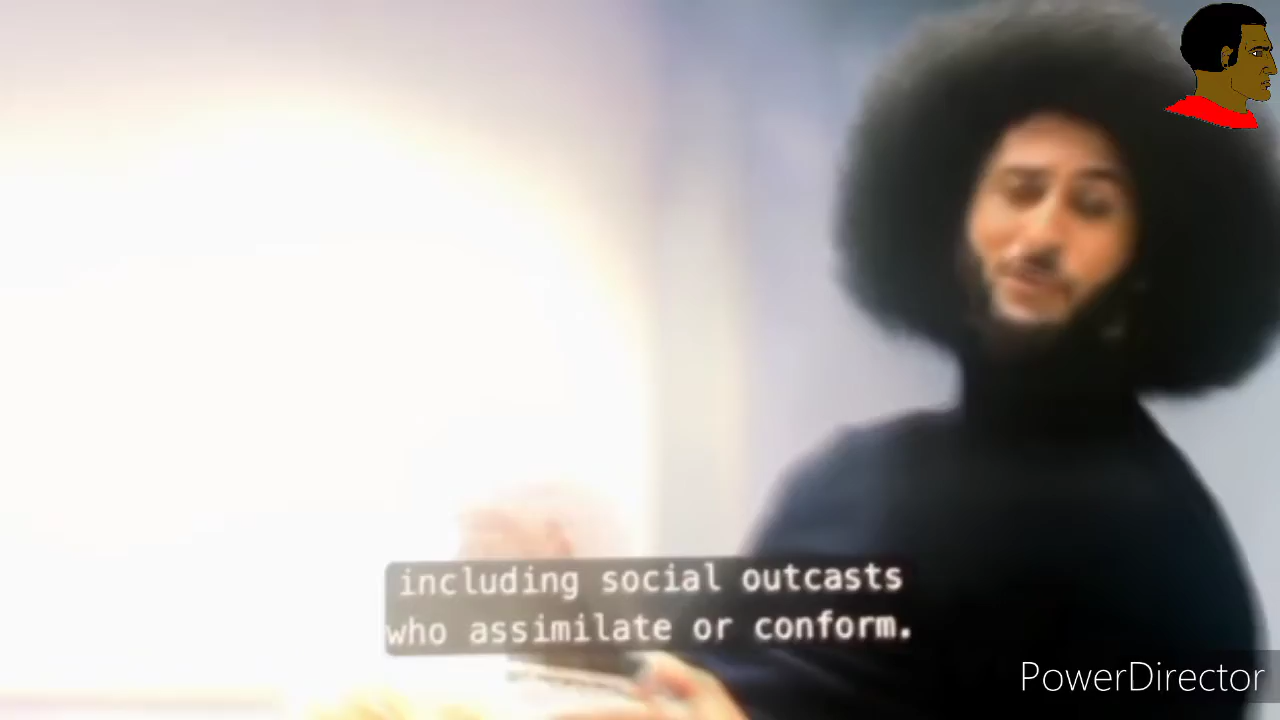 including social outcasts
who assimilate or conform.
PowerDirector